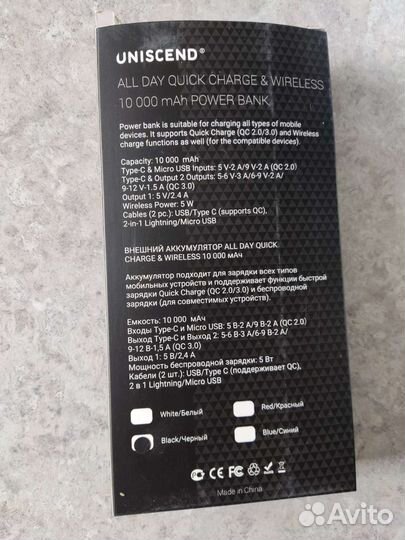 UNISCEND®
ALL DAY QUICK CHARGE & WIRELESS
10 000 mAh POWER BANK
Power bank is suitable for charging all types of mobile
devices. It supports Quick Charge (QC 2.0/3.0) and Wireless
charge functions as well (for the compatible devices).
Capacity: 10 000 mAh
Type-C & Micro USB Inputs: 5 V-2 A/9 V-2 A (QC 2.0)
Type-C & Output 2 Outputs: 5-6 V-3 A/6-9 V-2 A/
9-12 V-1.5 A (QC 3.0)
Output 1: 5 V/2.4 A
Wireless Power: 5 W
Cables (2 pc.): USB/Type C (supports QC),
2-in-1 Lightning/Micro USB
ВНЕШНИЙ АККУМУЛЯТОР ALL DAY QUICK
CHARGE & WIRELESS 10 000 мАч
Аккумулятор подходит для зарядки всех типов
мобильных устройств и поддерживает функции быстрой
зарядки Quick Charge (QC 2.0/3.0) и беспроводной
зарядки (для совместимых устройств).
Емкость: 10 000 мАч
Входы Type-C и Micro USB: 5 В-2 А/9 В-2 А (QC 2.0)
Выход Type-C и Выход 2: 5-6 В-3 А/6-9 В-2 А/
9-12 В-1,5 А (QC 3.0)
Выход 1: 5 В/2,4 А
Мощность беспроводной зарядки: 5 Вт
Кабели (2 шт.): USB/Type C (поддерживает QC),
2 в 1 Lightning/Micro USB
White/Белый
Red/Красный
Black/Черный
Blue/Синий
Made in China
Avito